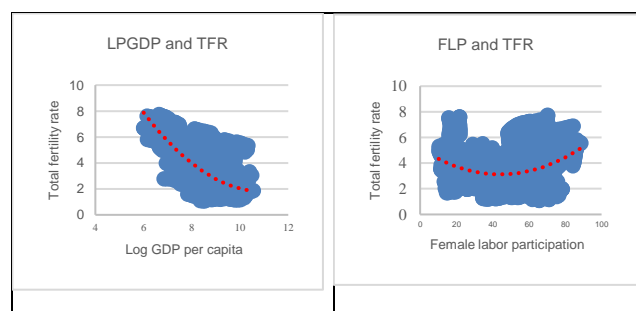 LPGDP and TFR
Total fertility rate
10
8
6
4
2
0
4 6 8 10 12
Log GDP per capita
FLP and TFR
Total fertility rate
10
8
6
4
2
0
0 20 40 60 80 100
Female labor participation